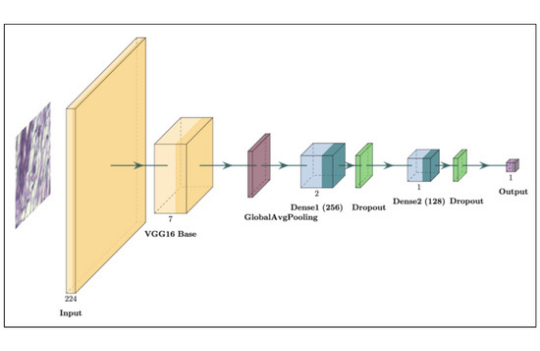 224
Input
7
VGG16 Base
GlobalAvgPooling
2
Dense1 (256)
Dropout
1
Dense2 (128)
Dropout
1
Output